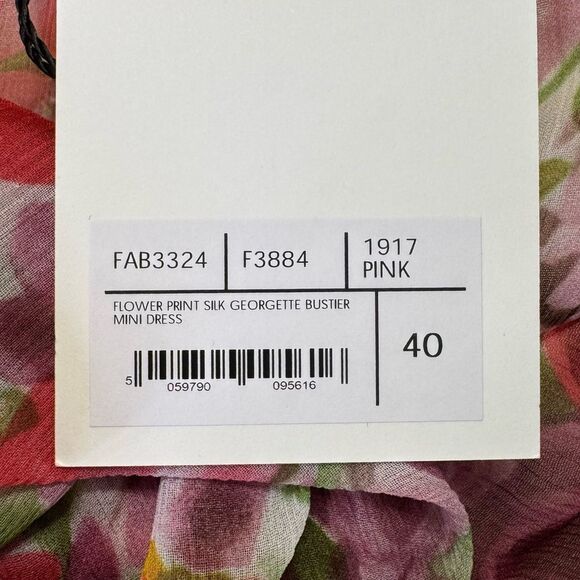 FAB3324 F3884 1917
PINK
FLOWER PRINT SILK GEORGETTE BUSTIER
MINI DRESS
40
5 059790 095616